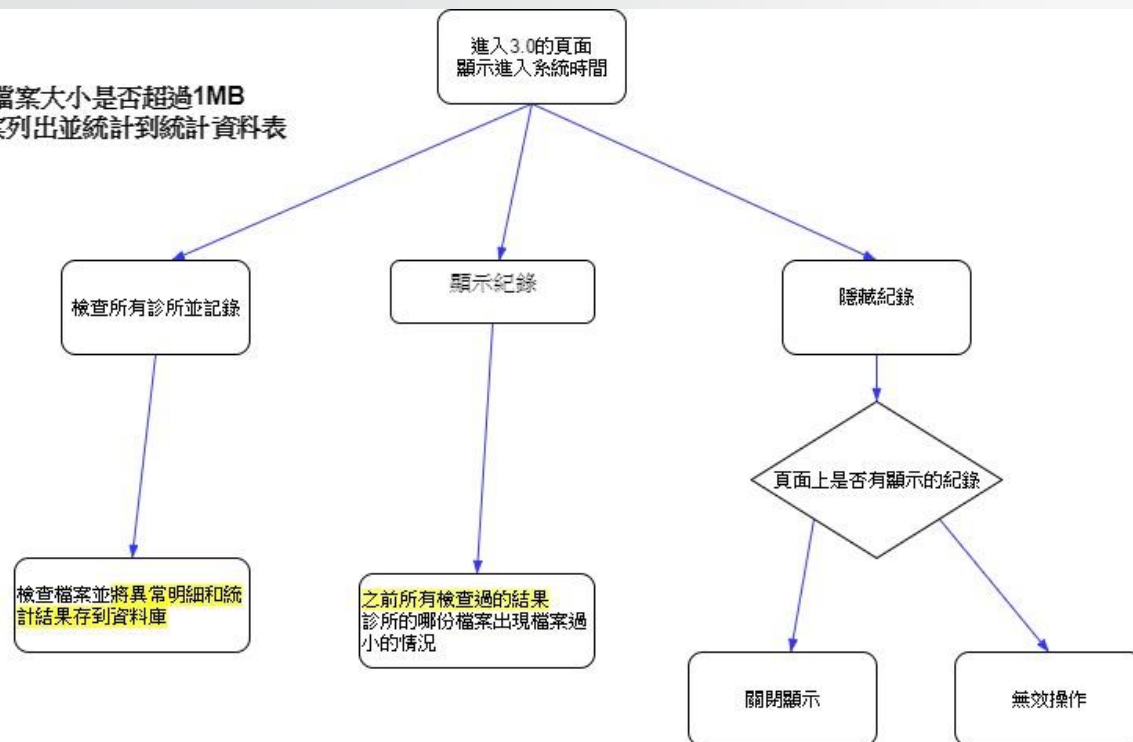 進入3.0的頁面
顯示進入系統時間
檔案大小是否超過1MB
列出並統計到統計資料表
檢查所有診所並記錄
顯示紀錄
隱藏紀錄
頁面上是否有顯示的紀錄
檢查檔案並將異常明細和統
計結果存到資料庫
之前所有檢查過的結果
診所的哪份檔案出現檔案過
小的情況
關閉顯示
無效操作